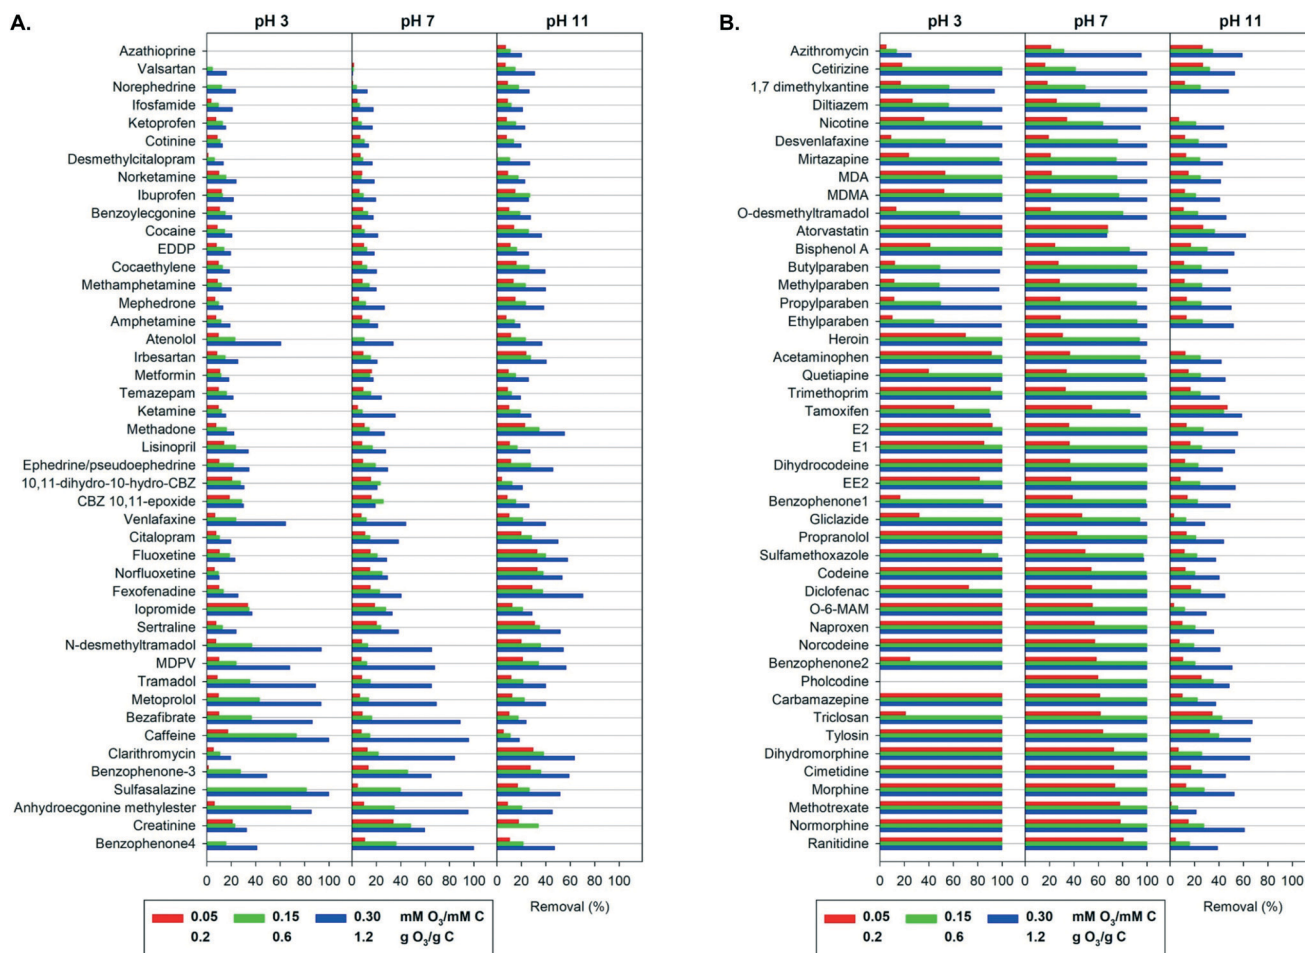 A.
pH 3 pH 7 pH 11
Azathioprine
Valsartan
Norephedrine
Ifosfamide
Ketoprofen
Cotinine
Desmethylcitalopram
Norketamine
Ibuprofen
Benzoylecgonine
Cocaine
EDDP
Cocaethylene
Methamphetamine
Mephedrone
Amphetamine
Atenolol
Irbesartan
Metformin
Temazepam
Ketamine
Methadone
Lisinopril
Ephedrine/pseudoephedrine
10,11-dihydro-10-hydro-CBZ
CBZ 10,11-epoxide
Venlafaxine
Citalopram
Fluoxetine
Norfluoxetine
Fexofenadine
Iopromide
Sertraline
N-desmethyltramadol
MDPV
Tramadol
Metoprolol
Bezafibrate
Caffeine
Clarithromycin
Benzophenone-3
Sulfasalazine
Anhydroecgonine methylester
Creatinine
Benzophenone4
0 20 40 60 80 100 0 20 40 60 80 100 0 20 40 60 80 100
Removal (%)
0.05 0.15 0.30 mM O₃/mM C
0.2 0.6 1.2 g O₃/g C
B.
pH 3 pH 7 pH 11
Azithromycin
Cetirizine
1,7 dimethylxantine
Diltiazem
Nicotine
Desvenlafaxine
Mirtazapine
MDA
MDMA
O-desmethyltramadol
Atorvastatin
Bisphenol A
Butylparaben
Methylparaben
Propylparaben
Ethylparaben
Heroin
Acetaminophen
Quetiapine
Trimethoprim
Tamoxifen
E2
E1
Dihydrocodeine
EE2
Benzophenone1
Gliclazide
Propranolol
Sulfamethoxazole
Codeine
Diclofenac
O-6-MAM
Naproxen
Norcodeine
Benzophenone2
Pholcodine
Carbamazepine
Triclosan
Tylosin
Dihydromorphine
Cimetidine
Morphine
Methotrexate
Normorphine
Ranitidine
0 20 40 60 80 100 0 20 40 60 80 100 0 20 40 60 80 100
Removal (%)
0.05 0.15 0.30 mM O₃/mM C
0.2 0.6 1.2 g O₃/g C